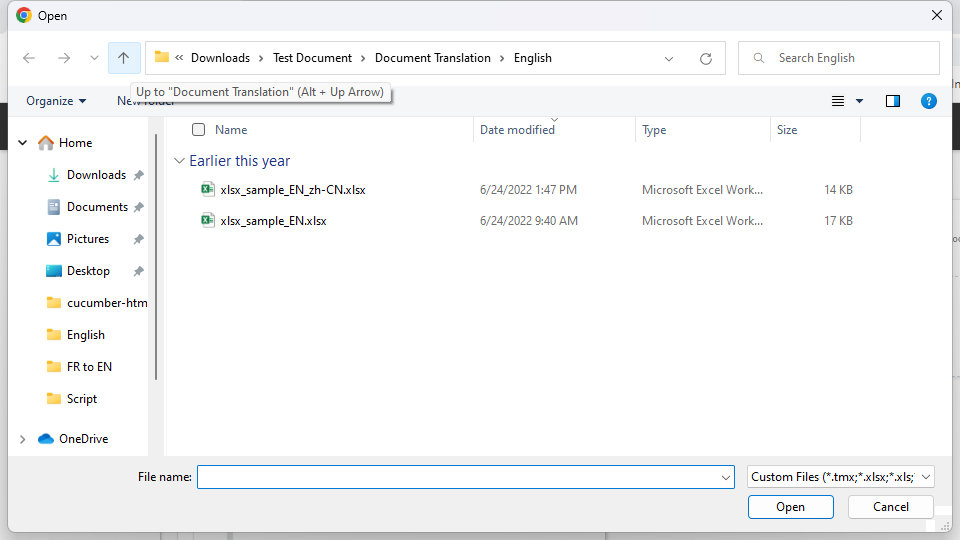 Open
« Downloads > Test Document > Document Translation > English
Search English
Up to "Document Translation" (Alt + Up Arrow)
Organize
New folder
Name
Date modified
Type
Size
Home
Downloads
Documents
Pictures
Desktop
cucumber-htm
English
FR to EN
Script
OneDrive
Earlier this year
xlsx_sample_EN_zh-CN.xlsx 6/24/2022 1:47 PM Microsoft Excel Work... 14 KB
xlsx_sample_EN.xlsx 6/24/2022 9:40 AM Microsoft Excel Work... 17 KB
File name:
Custom Files (*.tmx;*.xlsx;*.xls;
Open
Cancel